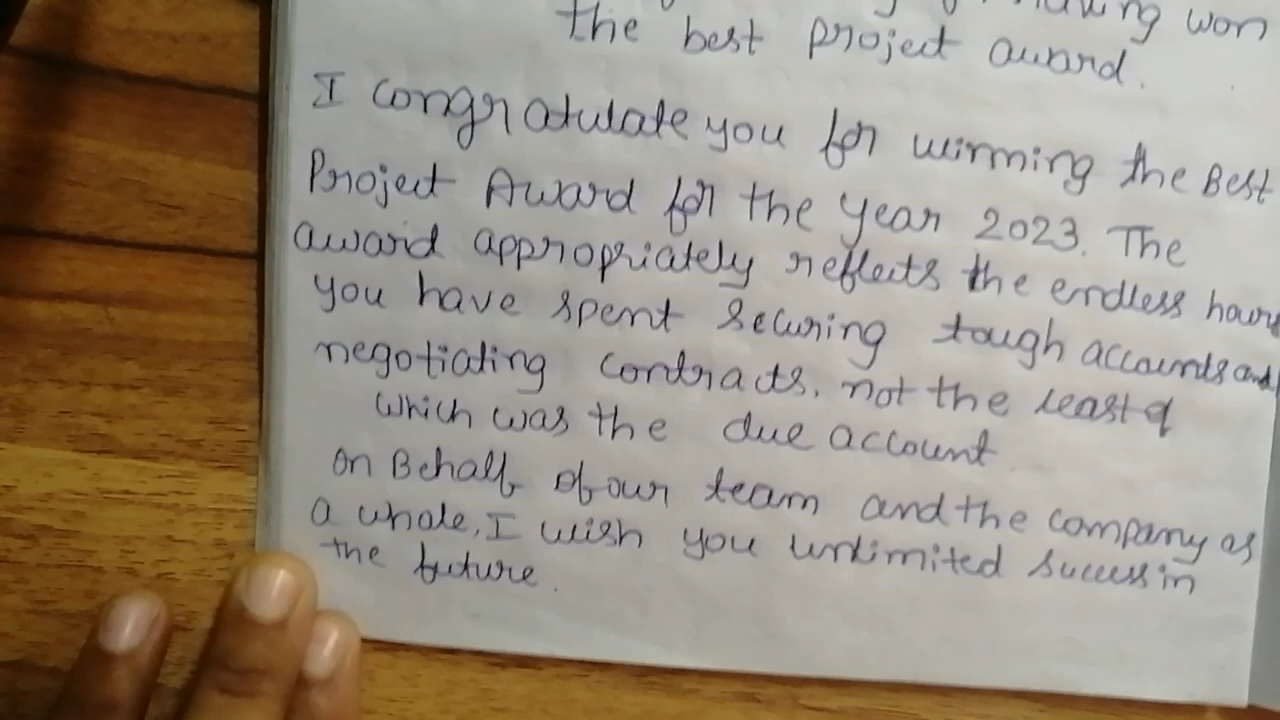 having won
the best project award.
I congratulate you for winning the Best
Project Award for the year 2023. The
award appropriately reflects the endless hours
you have spent securing tough accounts and
negotiating contracts. not the least of
which was the due account.
On Behalf of our team and the company as
a whole, I wish you unlimited success in
the future.